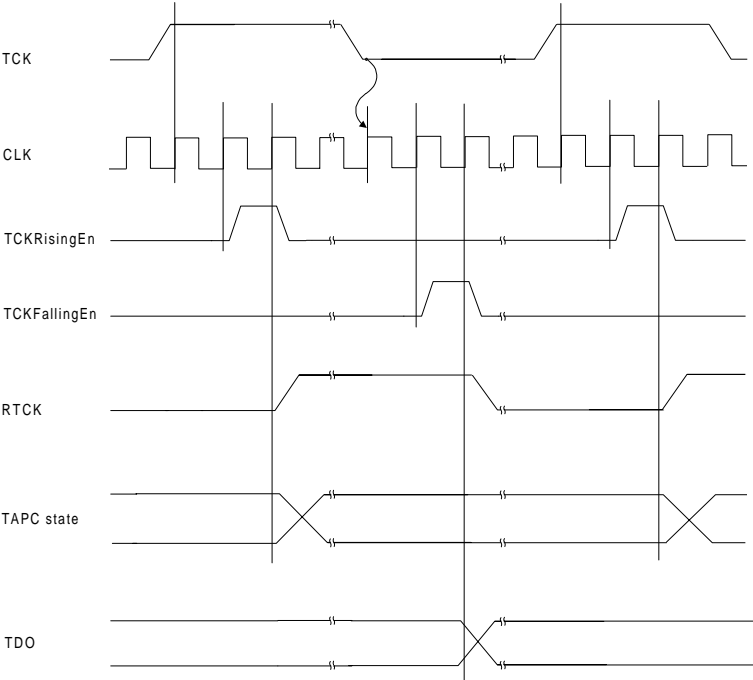 TCK
CLK
TCKRisingEn
TCKFallingEn
RTCK
TAPC state
TDO